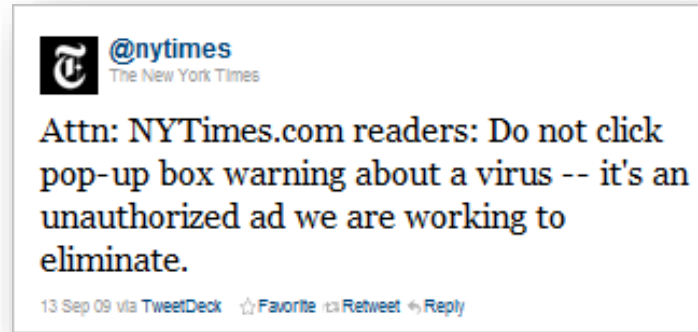 @nytimes
The New York Times
Attn: NYTimes.com readers: Do not click
pop-up box warning about a virus -- it's an
unauthorized ad we are working to
eliminate.
13 Sep 09 via TweetDeck Favorite Retweet Reply